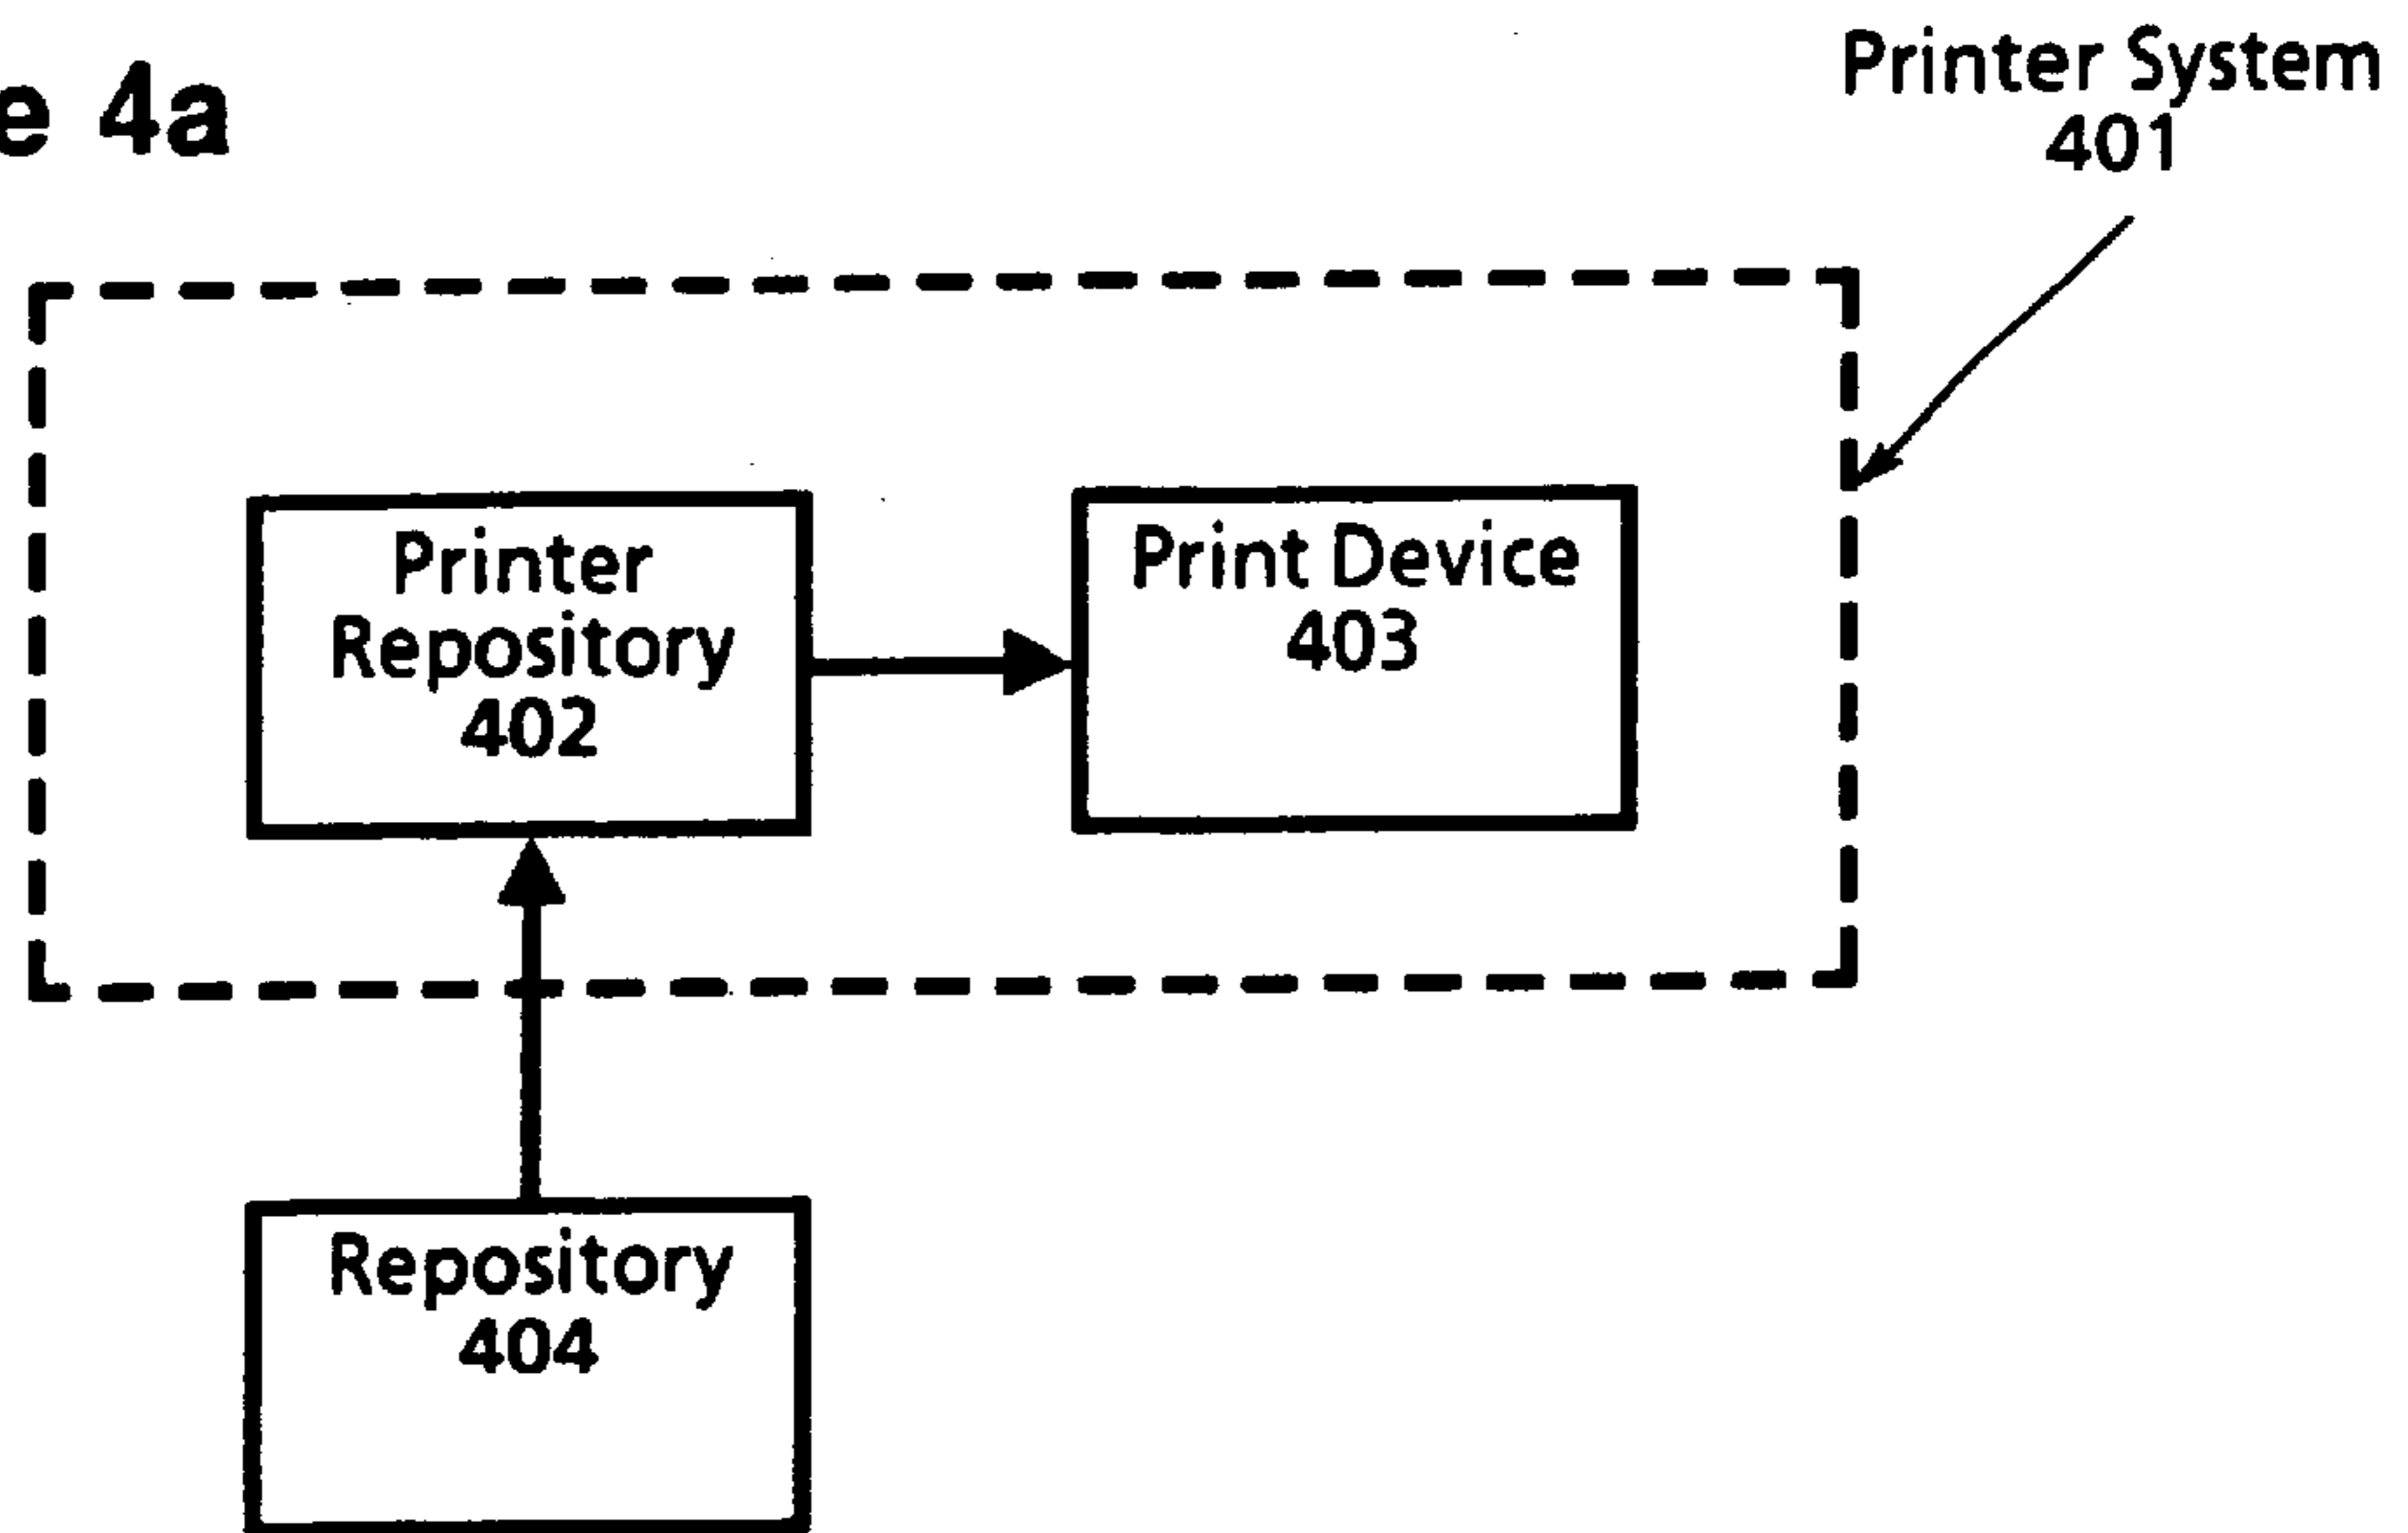 e 4a
Printer System
401
Printer
Repository
402
Print Device
403
Repository
404